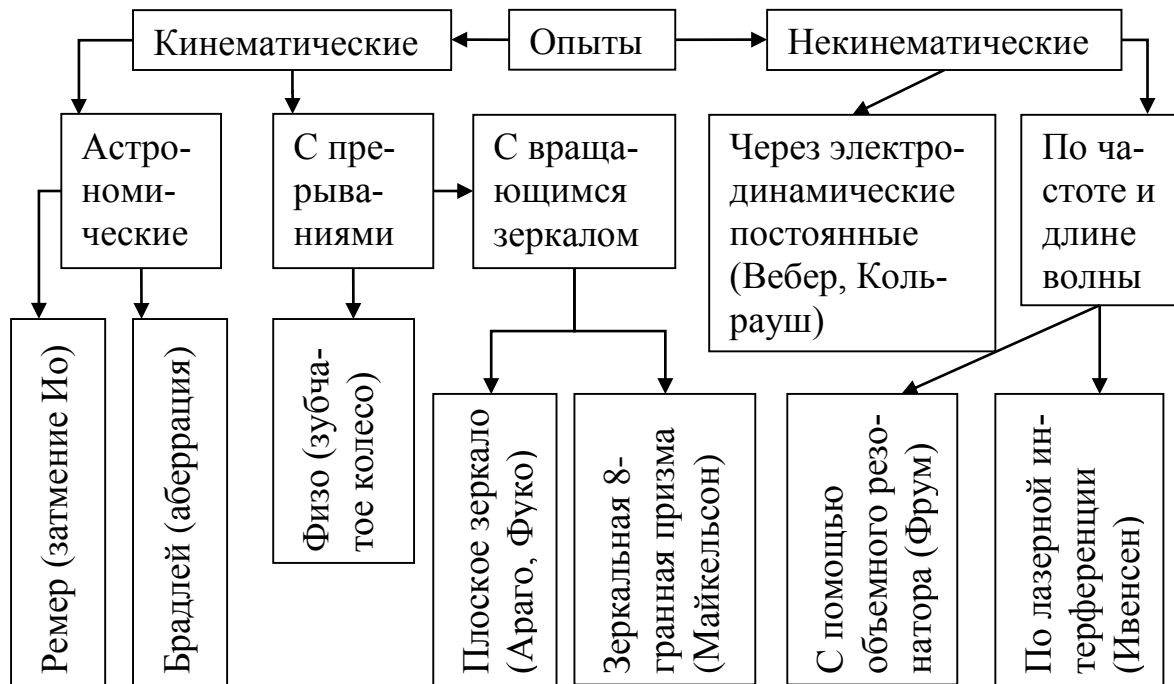 Кинематические
Опыты
Некинематические
Астро-
номи-
ческие
С пре-
рыва-
ниями
С враща-
ющимся
зеркалом
Через электро-
динамические
постоянные
(Вебер, Коль-
рауш)
По ча-
стоте и
длине
волны
Ремер (затмение Ио)
Брадлей (аберрация)
Физо (зубча-
тое колесо)
Плоское зеркало
(Араго, Фуко)
Зеркальная 8-
гранная призма
(Майкельсон)
С помощью
объемного резо-
натора (Фрум)
По лазерной ин-
терференции
(Ивенсен)